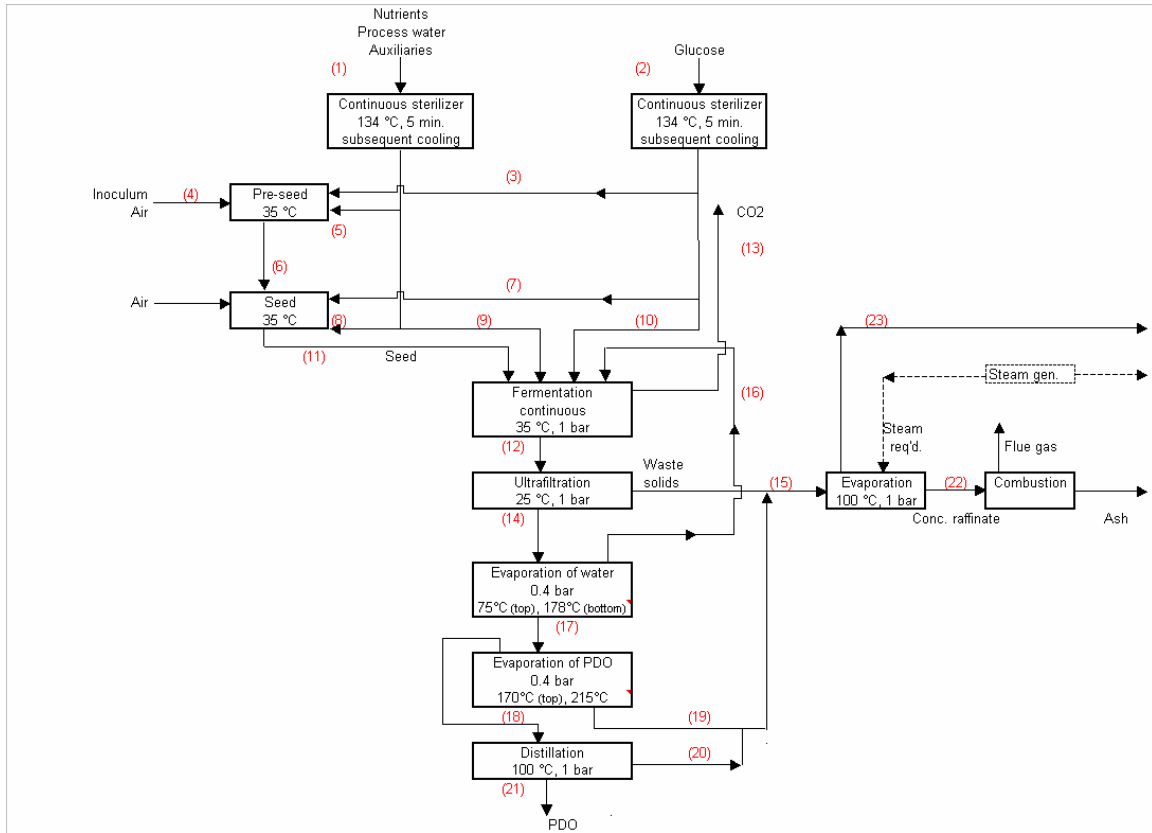 Nutrients
Process water
Auxiliaries
Glucose
(1)
(2)
Continuous sterilizer
134 °C, 5 min.
subsequent cooling
Continuous sterilizer
134 °C, 5 min.
subsequent cooling
(3)
Inoculum
Air
(4)
Pre-seed
35 °C
(5)
CO2
(13)
(6)
(7)
Air
Seed
35 °C
(8)
(9)
(10)
(23)
(11)
Seed
Steam gen.
Fermentation
continuous
35 °C, 1 bar
(16)
(12)
Steam
req'd.
Flue gas
Waste
solids
Ultrafiltration
25 °C, 1 bar
(15)
Evaporation
100 °C, 1 bar
(22)
Combustion
(14)
Conc. raffinate
Ash
Evaporation of water
0.4 bar
75°C (top), 178°C (bottom)
(17)
Evaporation of PDO
0.4 bar
170°C (top), 215°C
(18)
(19)
Distillation
100 °C, 1 bar
(20)
(21)
PDO